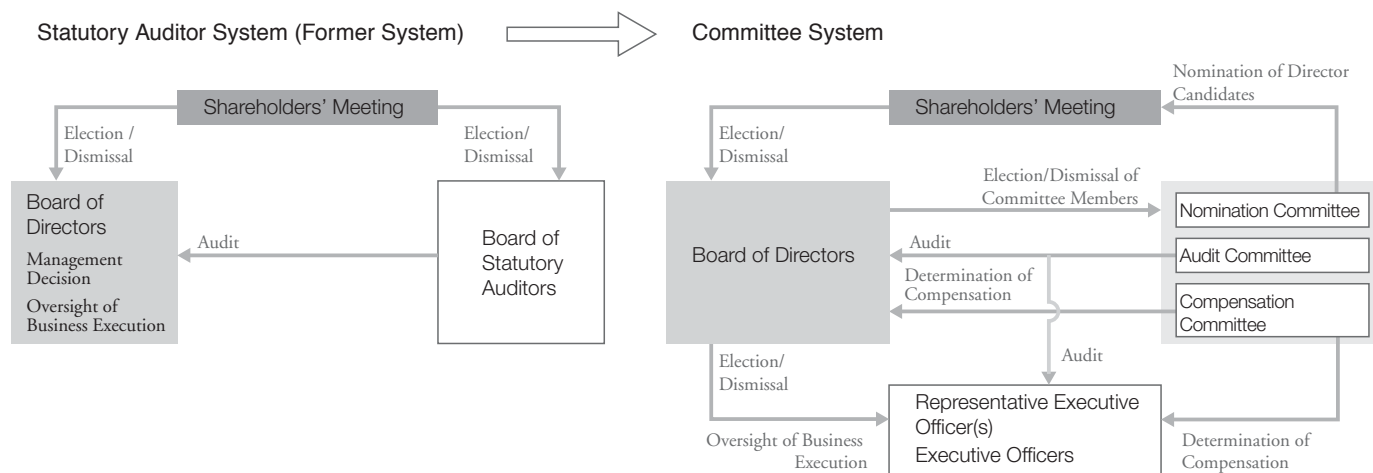 Statutory Auditor System (Former System)
Shareholders’ Meeting
Election /
Dismissal
Election/
Dismissal
Board of
Directors
Management
Decision
Oversight of
Business Execution
Audit
Board of
Statutory
Auditors
Committee System
Nomination of Director
Candidates
Shareholders’ Meeting
Election/
Dismissal
Election/Dismissal of
Committee Members
Nomination Committee
Board of Directors
Audit
Audit Committee
Determination of
Compensation
Compensation
Committee
Election/
Dismissal
Audit
Oversight of Business
Execution
Representative Executive
Officer(s)
Executive Officers
Determination of
Compensation